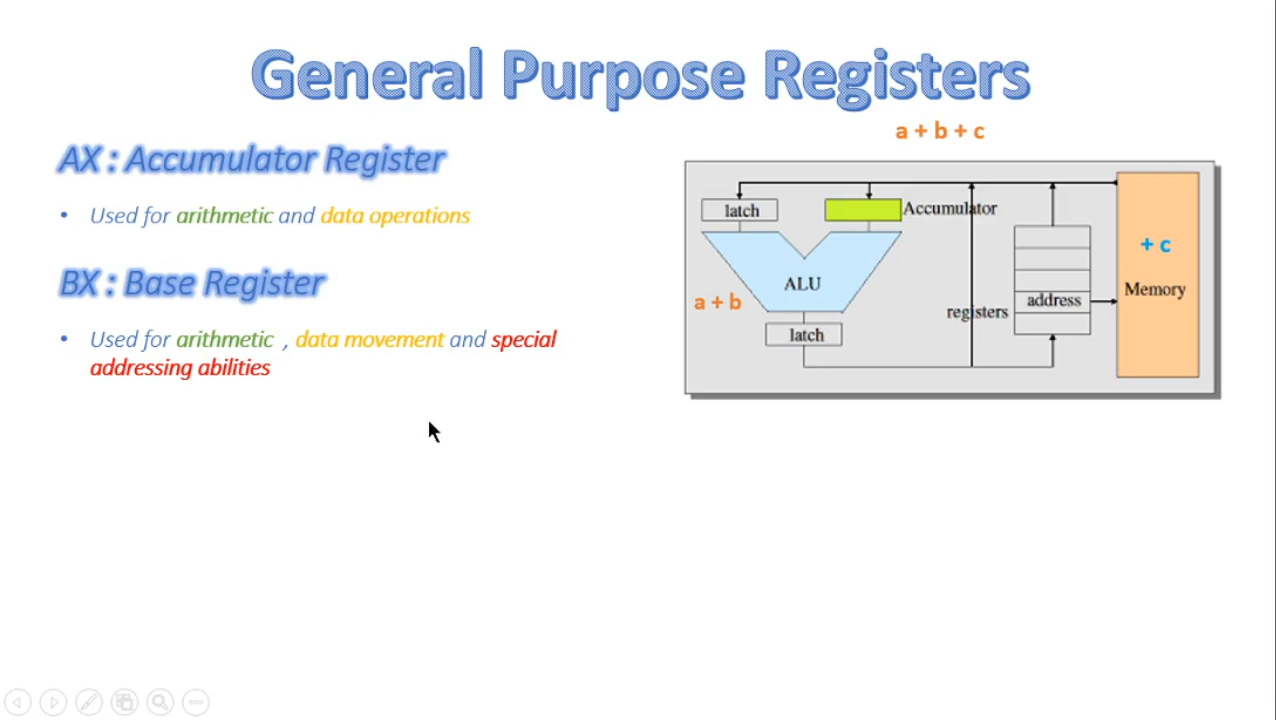 General Purpose Registers
AX : Accumulator Register
• Used for arithmetic and data operations
BX : Base Register
• Used for arithmetic , data movement and special
addressing abilities
a + b + c
latch
Accumulator
+ c
ALU
Memory
a + b
address
registers
latch